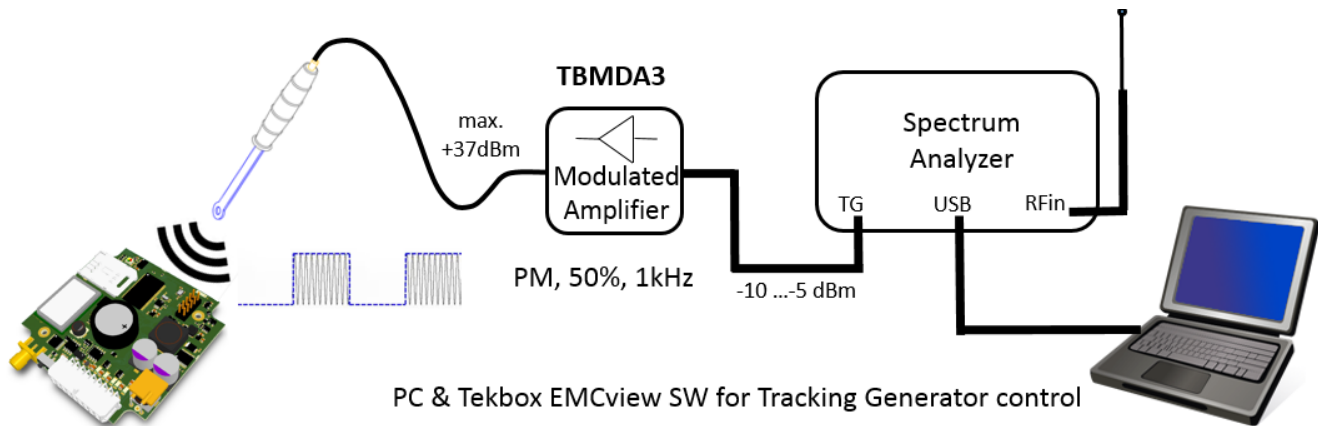 TBMDA3
max.
+37dBm
Modulated
Amplifier
PM, 50%, 1kHz
-10 ...-5 dBm
Spectrum
Analyzer
TG
USB
RFin
PC & Tekbox EMCview SW for Tracking Generator control